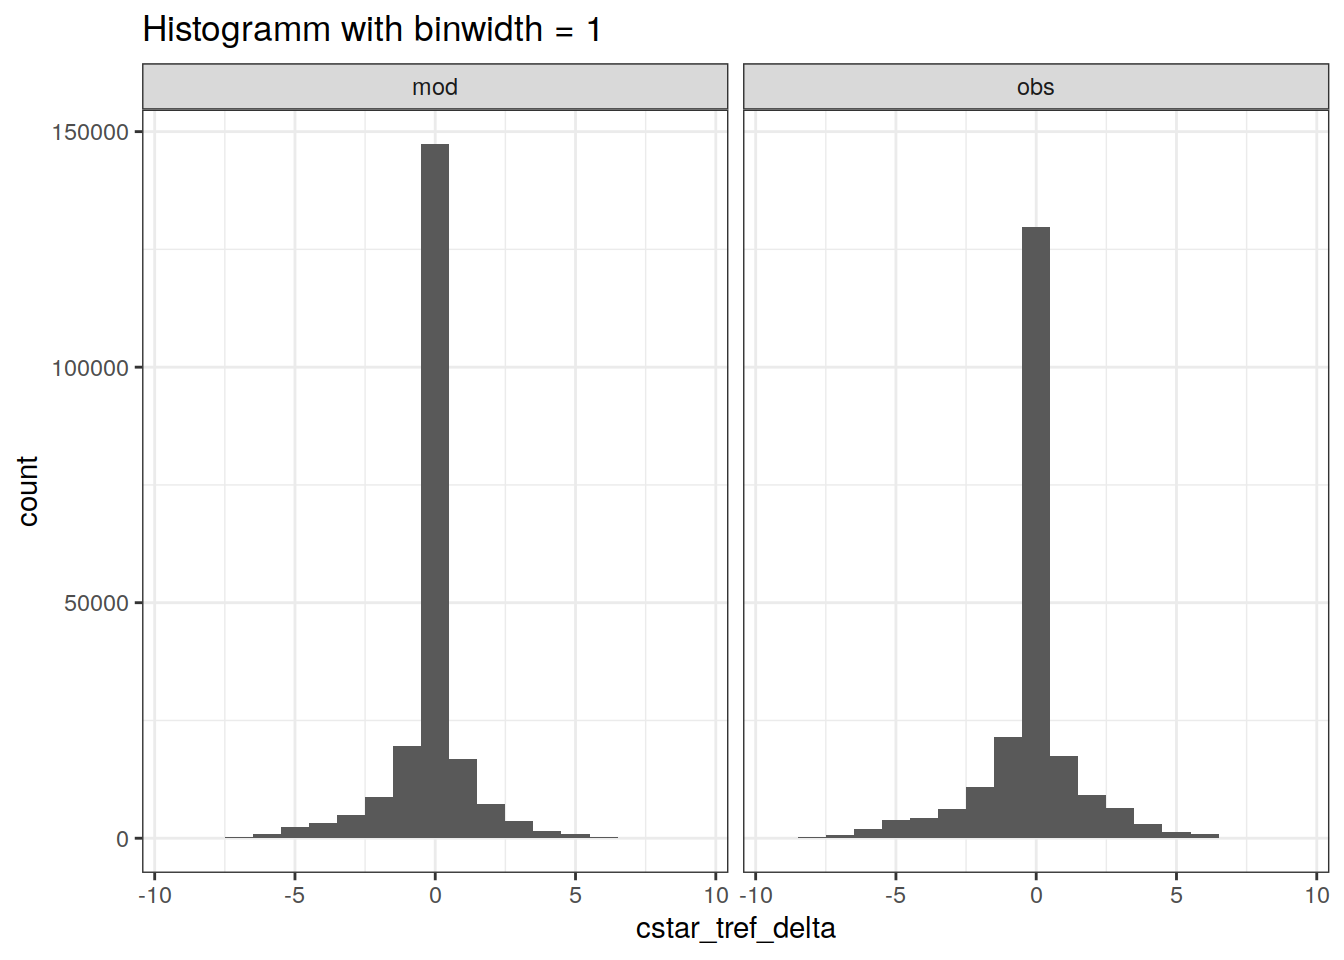 Histogramm with binwidth = 1
mod
obs
150000
100000
50000
0
count
-10
-5
0
5
10
-10
-5
0
5
10
cstar_tref_delta